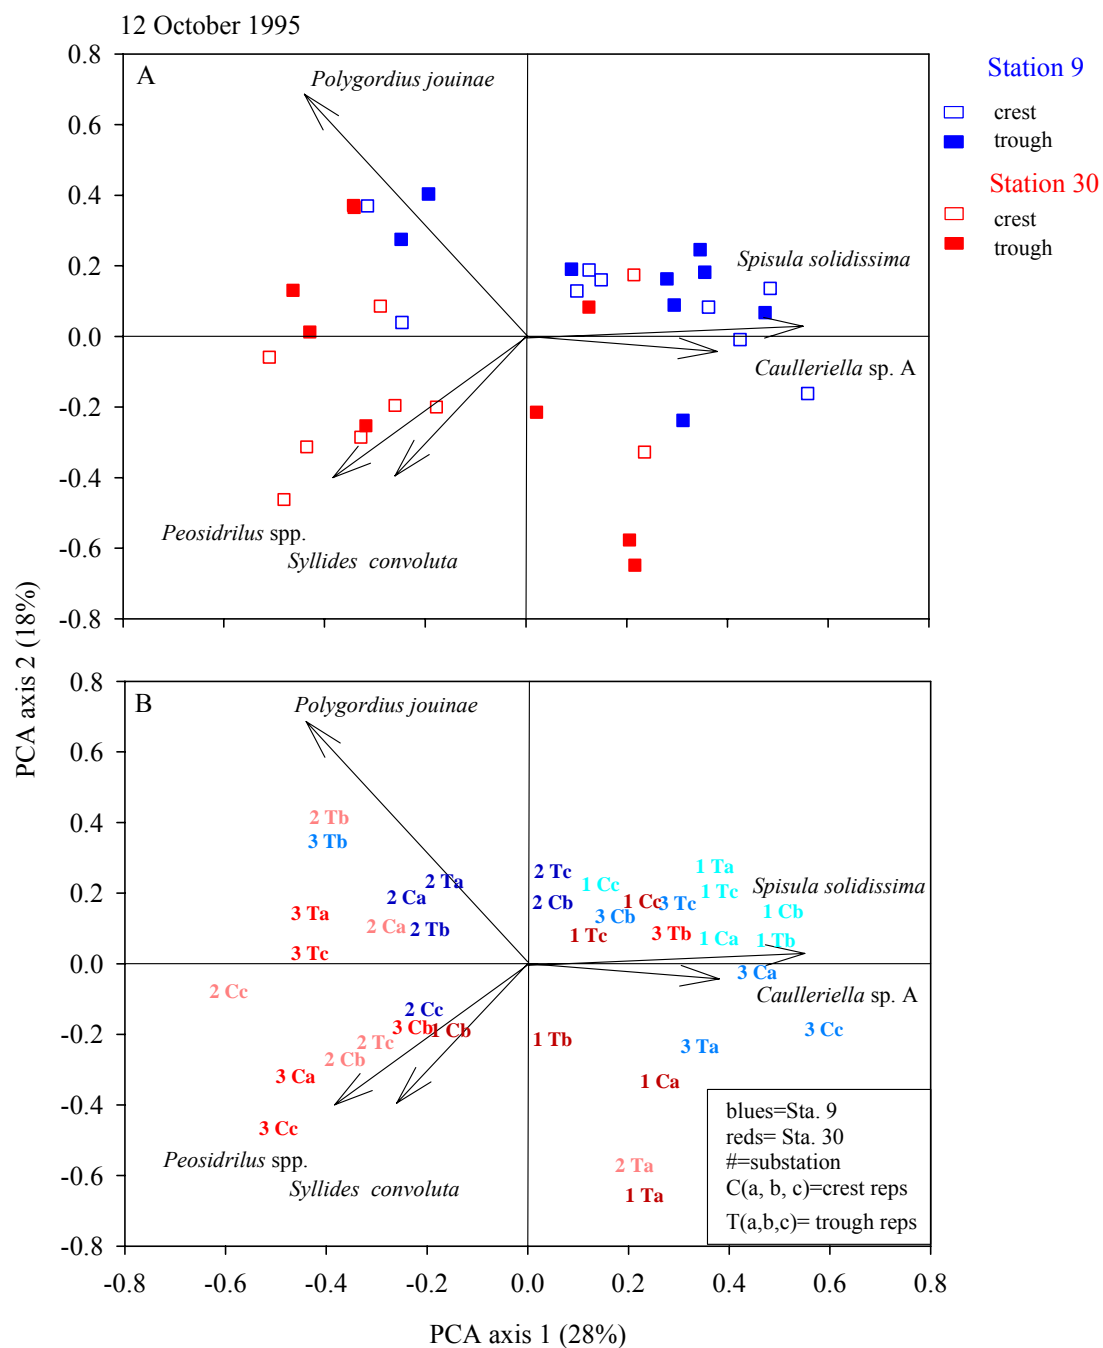 12 October 1995
A
Polygordius jouinae
Spisula solidissima
Caulleriella sp. A
Peosidrilus spp.
Syllides convoluta
0.8
0.6
0.4
0.2
0.0
-0.2
-0.4
-0.6
-0.8
Station 9
crest
trough
Station 30
crest
trough
PCA axis 2 (18%)
B
Polygordius jouinae
2 Tb
3 Tb
2 Ta
2 Ca
2 Tb
3 Ta
2 Ca
3 Tc
2 Tc
1 Cc
1 Ta
1 Tc
Spisula solidissima
2 Cb
3 Cb
1 Cc
3 Tc
1 Cb
1 Tc
3 Tb
1 Ca
1 Tb
3 Ca
Caulleriella sp. A
2 Cc
2 Cc
3 Cb
1 Cb
2 Tc
2 Cb
3 Ca
3 Cc
1 Tb
3 Ta
3 Cc
1 Ca
2 Ta
1 Ta
Peosidrilus spp.
Syllides convoluta
blues=Sta. 9
reds= Sta. 30
#=substation
C(a, b, c)=crest reps
T(a,b,c)= trough reps
0.8
0.6
0.4
0.2
0.0
-0.2
-0.4
-0.6
-0.8
-0.8 -0.6 -0.4 -0.2 0.0 0.2 0.4 0.6 0.8
PCA axis 1 (28%)